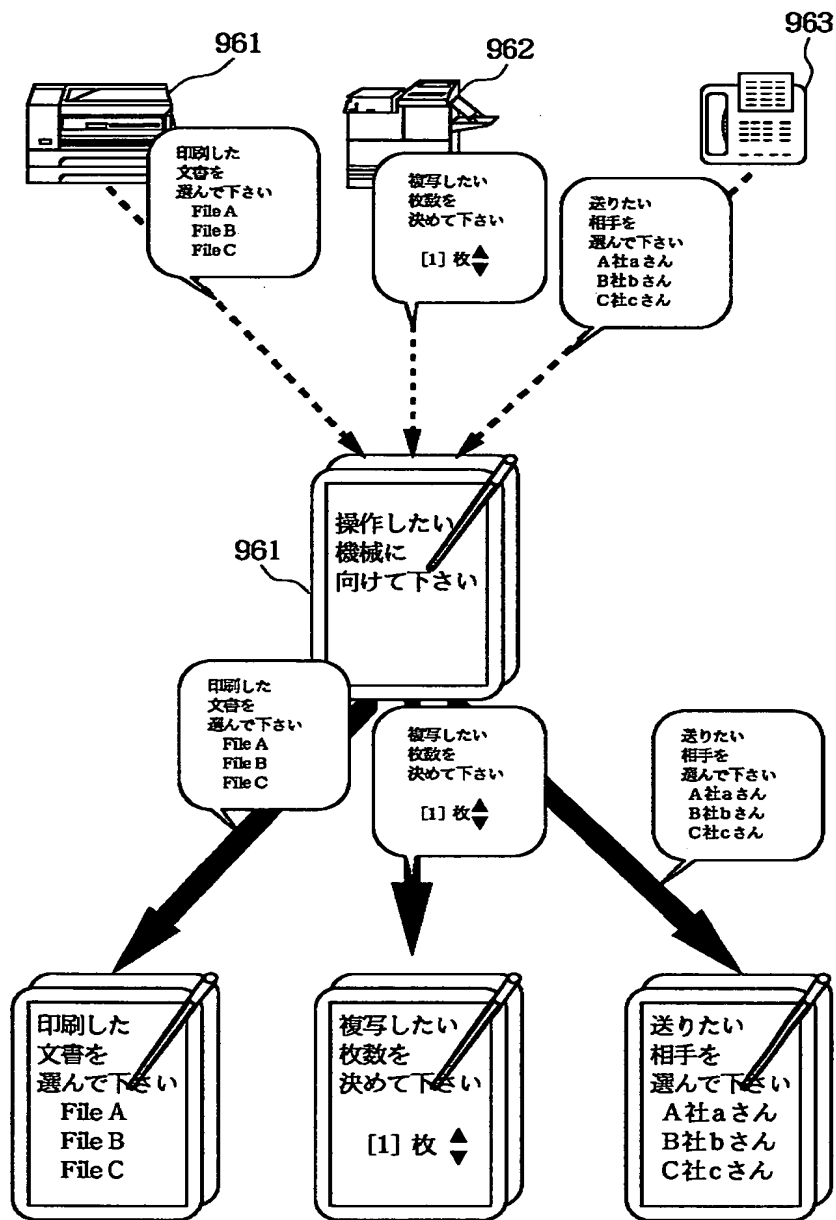 961
962
963
印刷した
文書を
選んで下さい
File A
File B
File C
複写したい
枚数を
決めて下さい
[1] 枚
送りたい
相手を
選んで下さい
A社aさん
B社bさん
C社cさん
961
操作したい
機械に
向けて下さい
印刷した
文書を
選んで下さい
File A
File B
File C
複写したい
枚数を
決めて下さい
[1] 枚
送りたい
相手を
選んで下さい
A社aさん
B社bさん
C社cさん
印刷した
文書を
選んで下さい
File A
File B
File C
複写したい
枚数を
決めて下さい
[1] 枚
送りたい
相手を
選んで下さい
A社aさん
B社bさん
C社cさん